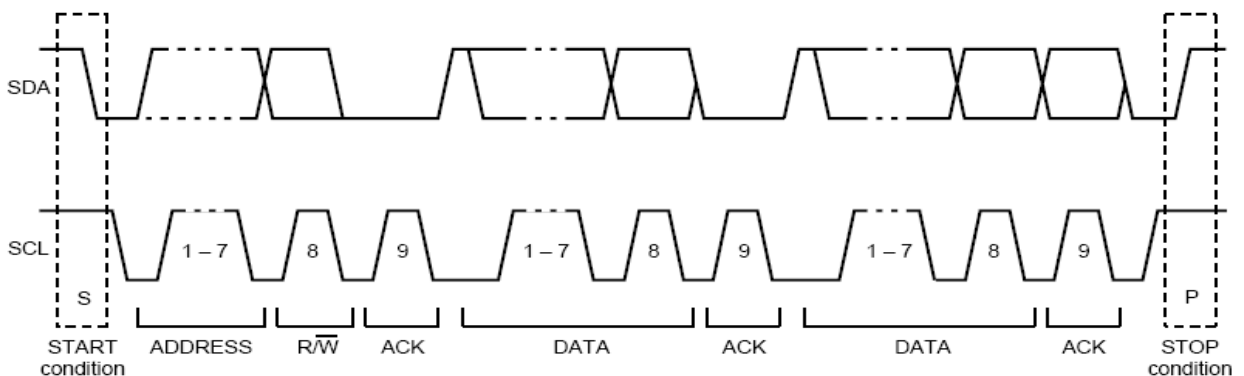 SDA
SCL
1 – 7 8 9 1 – 7 8 9 1 – 7 8 9
S P
START condition
ADDRESS
R/W̅
ACK
DATA
ACK
DATA
ACK
STOP condition